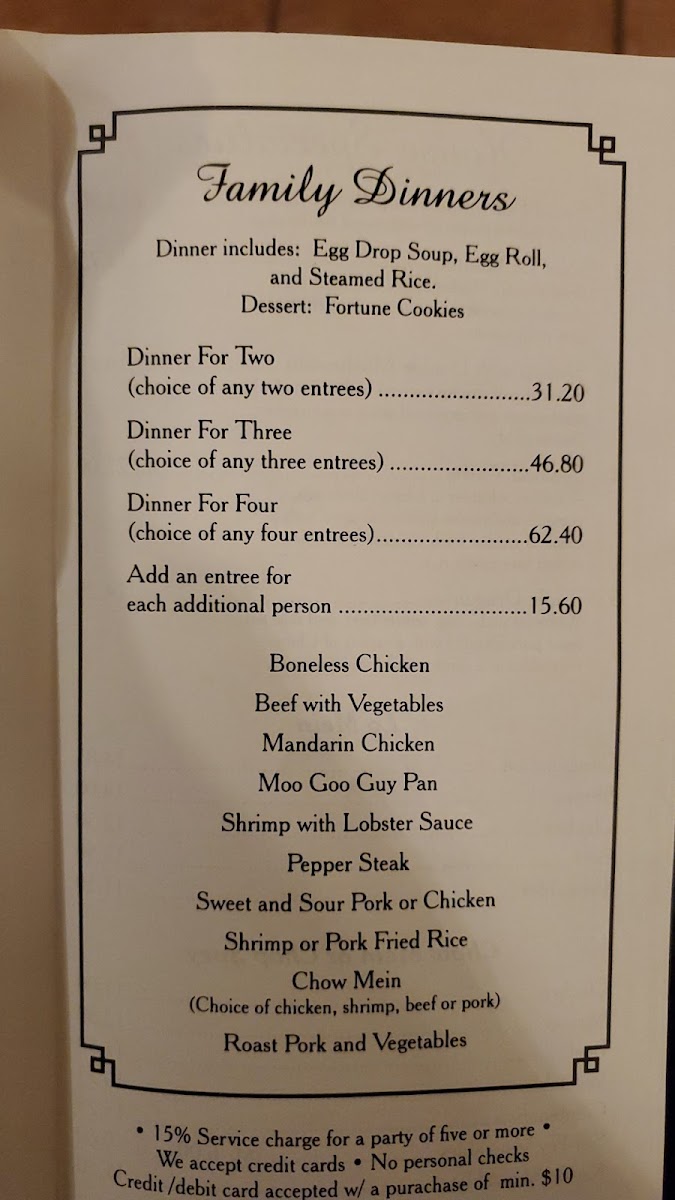 Family Dinners
Dinner includes: Egg Drop Soup, Egg Roll,
and Steamed Rice.
Dessert: Fortune Cookies
Dinner For Two
(choice of any two entrees) ..........................31.20
Dinner For Three
(choice of any three entrees) .......................46.80
Dinner For Four
(choice of any four entrees).........................62.40
Add an entree for
each additional person ...............................15.60
Boneless Chicken
Beef with Vegetables
Mandarin Chicken
Moo Goo Guy Pan
Shrimp with Lobster Sauce
Pepper Steak
Sweet and Sour Pork or Chicken
Shrimp or Pork Fried Rice
Chow Mein
(Choice of chicken, shrimp, beef or pork)
Roast Pork and Vegetables
• 15% Service charge for a party of five or more •
We accept credit cards • No personal checks
Credit/debit card accepted w/ a purachase of min. $10